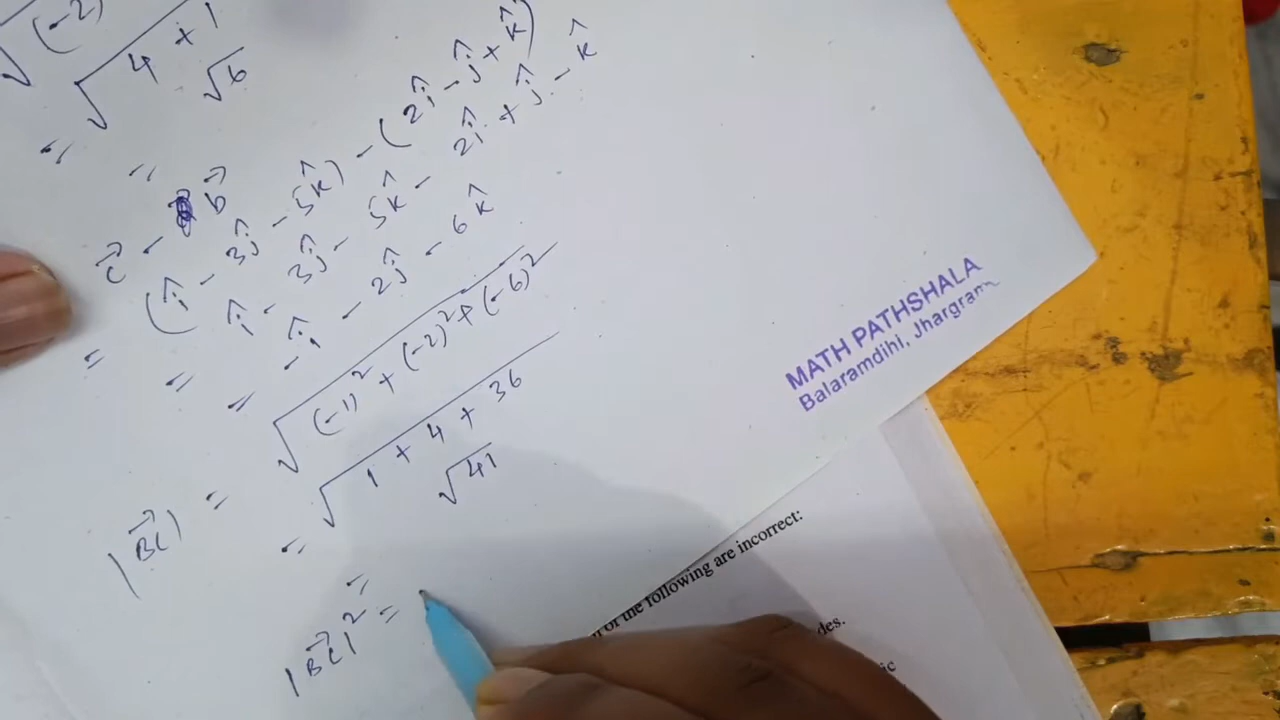 √(-2)
√4 + 1
= √6
=
c⃗ - b⃗
= (î - 3ĵ - 5k̂) - (2î - ĵ + k̂)
= î - 3ĵ - 5k̂ - 2î + ĵ - k̂
= -î - 2ĵ - 6k̂
|BC⃗| = √(-1)² + (-2)² + (-6)²
= √1 + 4 + 36
= √41
|BC⃗|² =
MATH PATHSHALA
Balaramdihi, Jhargram
of the following are incorrect: